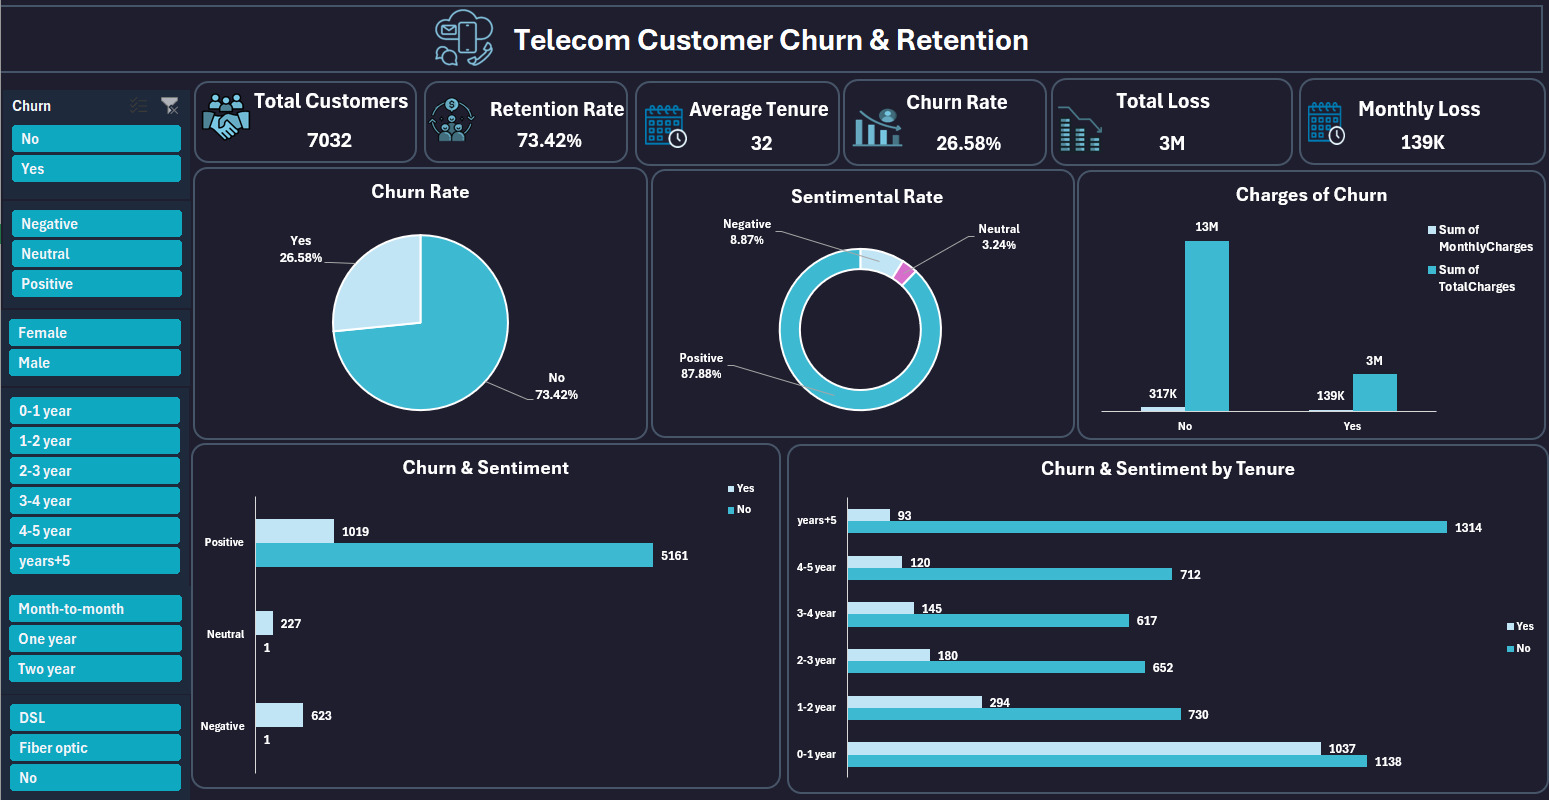 Telecom Customer Churn & Retention
Churn
No
Yes
Negative
Neutral
Positive
Female
Male
0-1 year
1-2 year
2-3 year
3-4 year
4-5 year
years+5
Month-to-month
One year
Two year
DSL
Fiber optic
No
Total Customers
7032
Retention Rate
73.42%
Average Tenure
32
Churn Rate
26.58%
Total Loss
3M
Monthly Loss
139K
Churn Rate
Yes
26.58%
No
73.42%
Sentimental Rate
Negative
8.87%
Neutral
3.24%
Positive
87.88%
Charges of Churn
13M
Sum of
MonthlyCharges
Sum of
TotalCharges
3M
317K
139K
No
Yes
Churn & Sentiment
Yes
No
Positive
1019
5161
Neutral
227
1
Negative
623
1
Churn & Sentiment by Tenure
years+5
93
1314
4-5 year
120
712
3-4 year
145
617
Yes
No
2-3 year
180
652
1-2 year
294
730
0-1 year
1037
1138